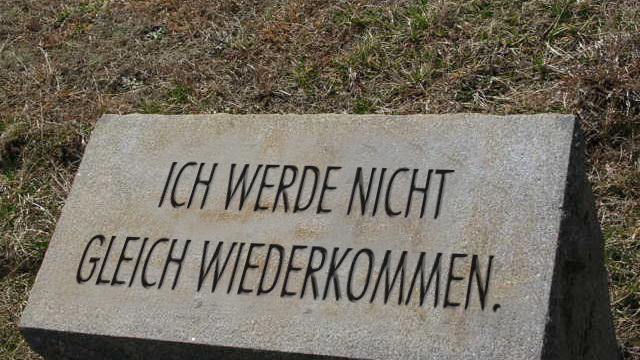 ICH WERDE NICHT
GLEICH WIEDERKOMMEN.